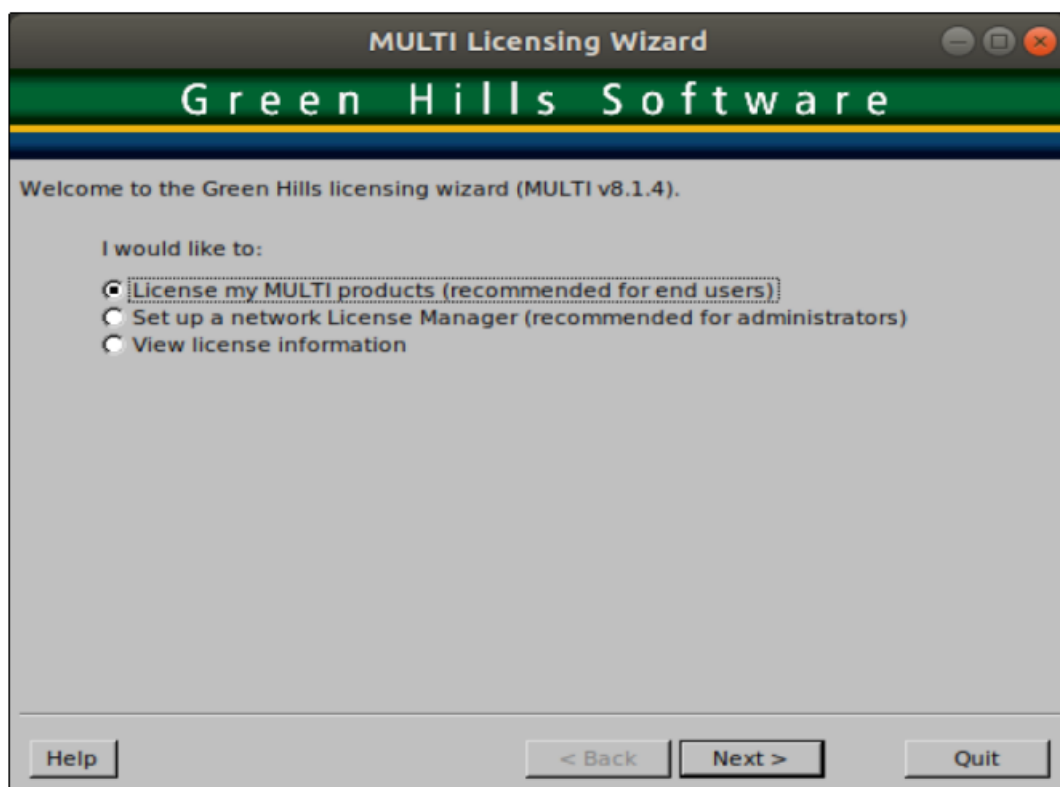 MULTI Licensing Wizard
Green Hills Software
Welcome to the Green Hills licensing wizard (MULTI v8.1.4).
I would like to:
License my MULTI products (recommended for end users)
Set up a network License Manager (recommended for administrators)
View license information
Help < Back Next > Quit